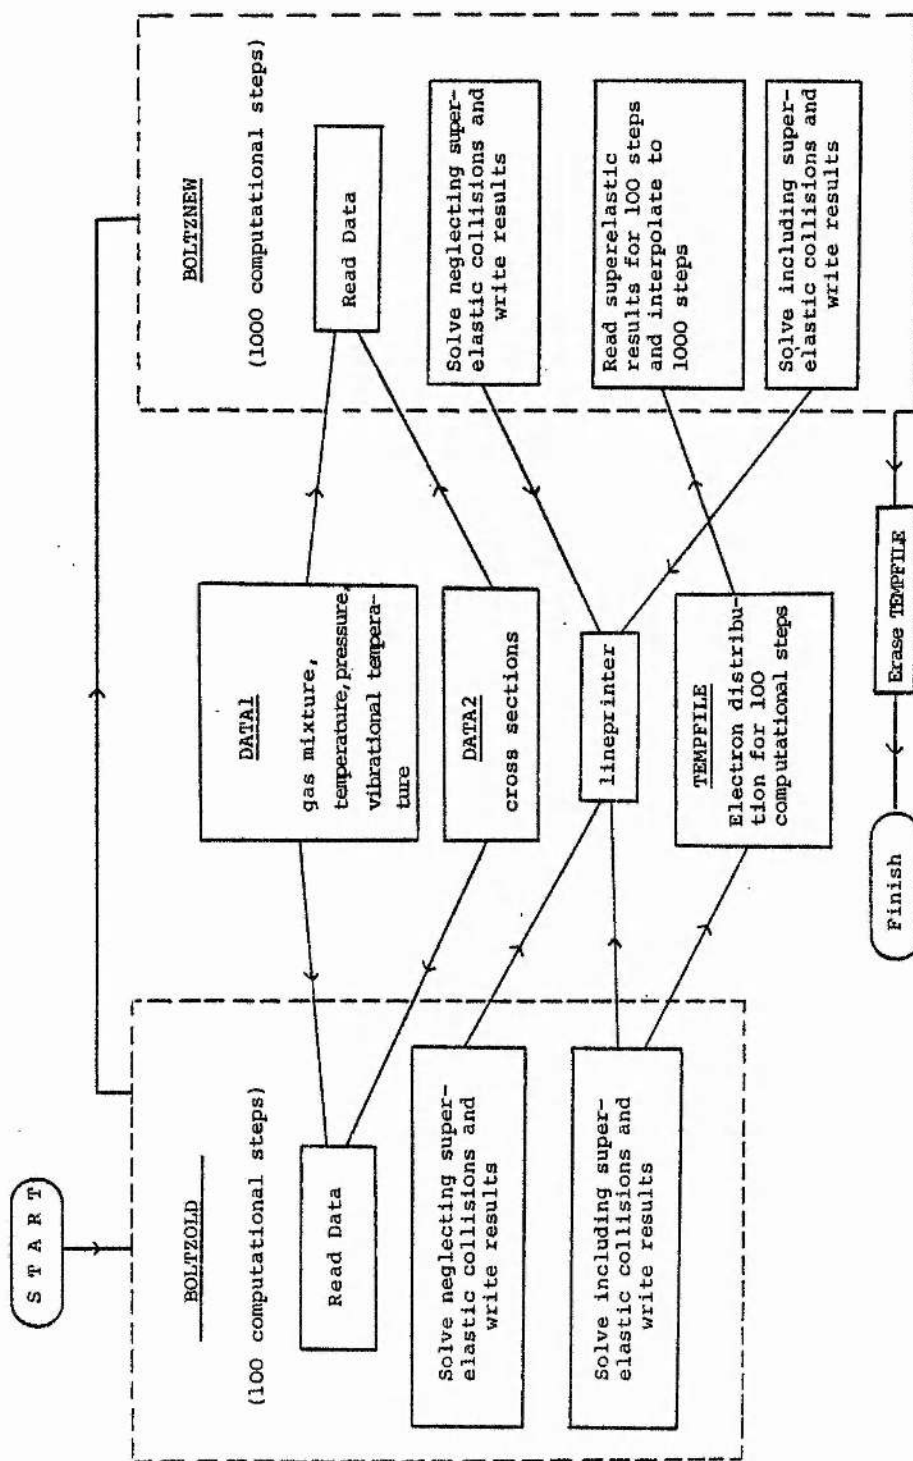 START
BOLTZOLD
(100 computational steps)
Read Data
Solve neglecting super-
elastic collisions and
write results
Solve including super-
elastic collisions and
write results
DATA1
gas mixture,
temperature,pressure,
vibrational tempera-
ture
DATA2
cross sections
lineprinter
TEMPFILE
Electron distribu-
tion for 100
computational steps
BOLTZNEW
(1000 computational steps)
Read Data
Solve neglecting super-
elastic collisions and
write results
Read superelastic
results for 100 steps
and interpolate to
1000 steps
Solve including super-
elastic collisions and
write results
Erase TEMPFILE
Finish